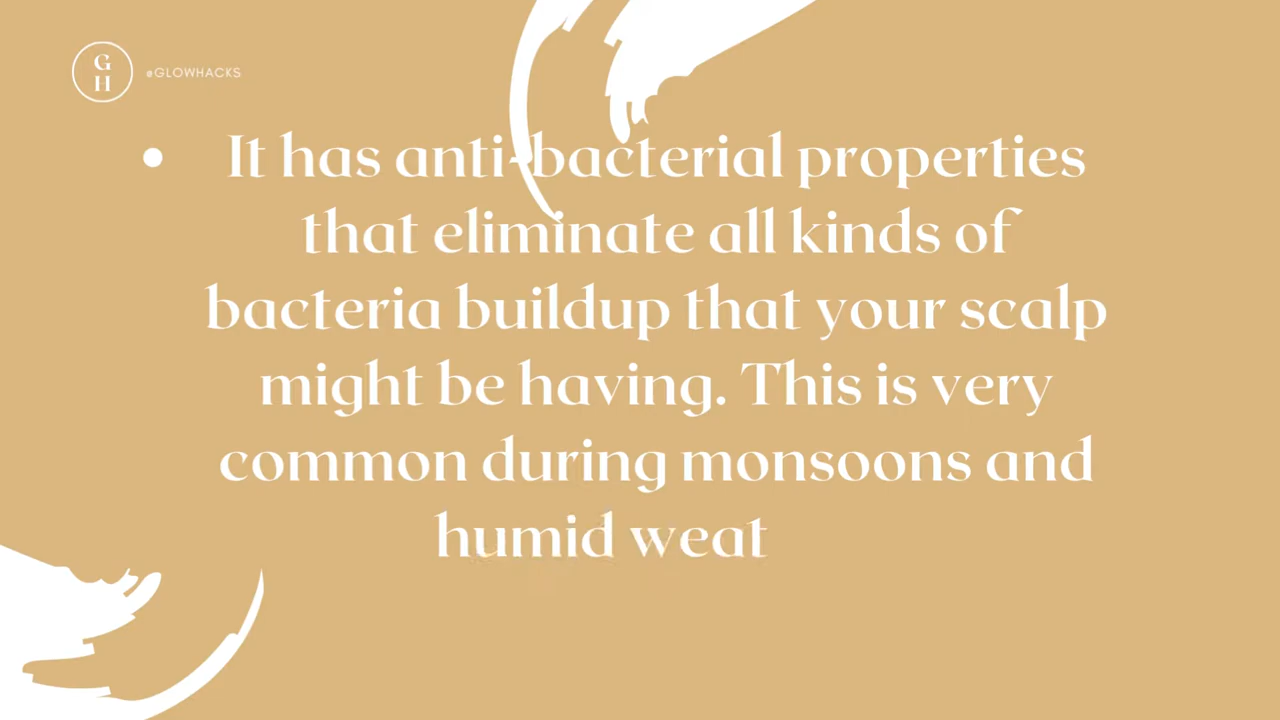 G
H
@GLOWHACKS
• It has anti-bacterial properties
that eliminate all kinds of
bacteria buildup that your scalp
might be having. This is very
common during monsoons and
humid weat